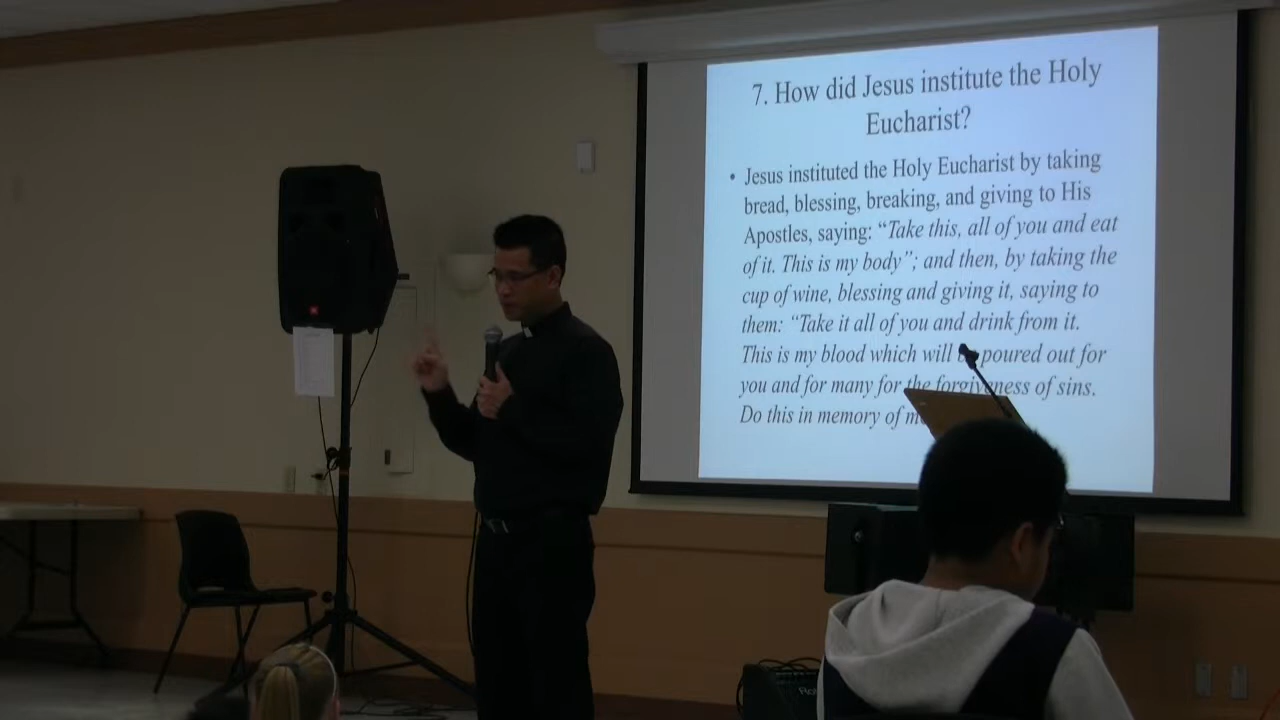 7. How did Jesus institute the Holy
Eucharist?
• Jesus instituted the Holy Eucharist by taking
bread, blessing, breaking, and giving to His
Apostles, saying: “Take this, all of you and eat
of it. This is my body”; and then, by taking the
cup of wine, blessing and giving it, saying to
them: “Take it all of you and drink from it.
This is my blood which will be poured out for
you and for many for the forgiveness of sins.
Do this in memory of